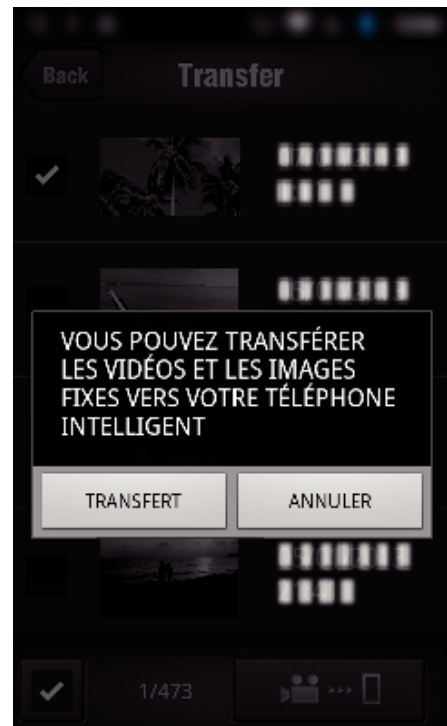 Back
Transfer
VOUS POUVEZ TRANSFÉRER
LES VIDÉOS ET LES IMAGES
FIXES VERS VOTRE TÉLÉPHONE
INTELLIGENT
TRANSFERT
ANNULER
1/473